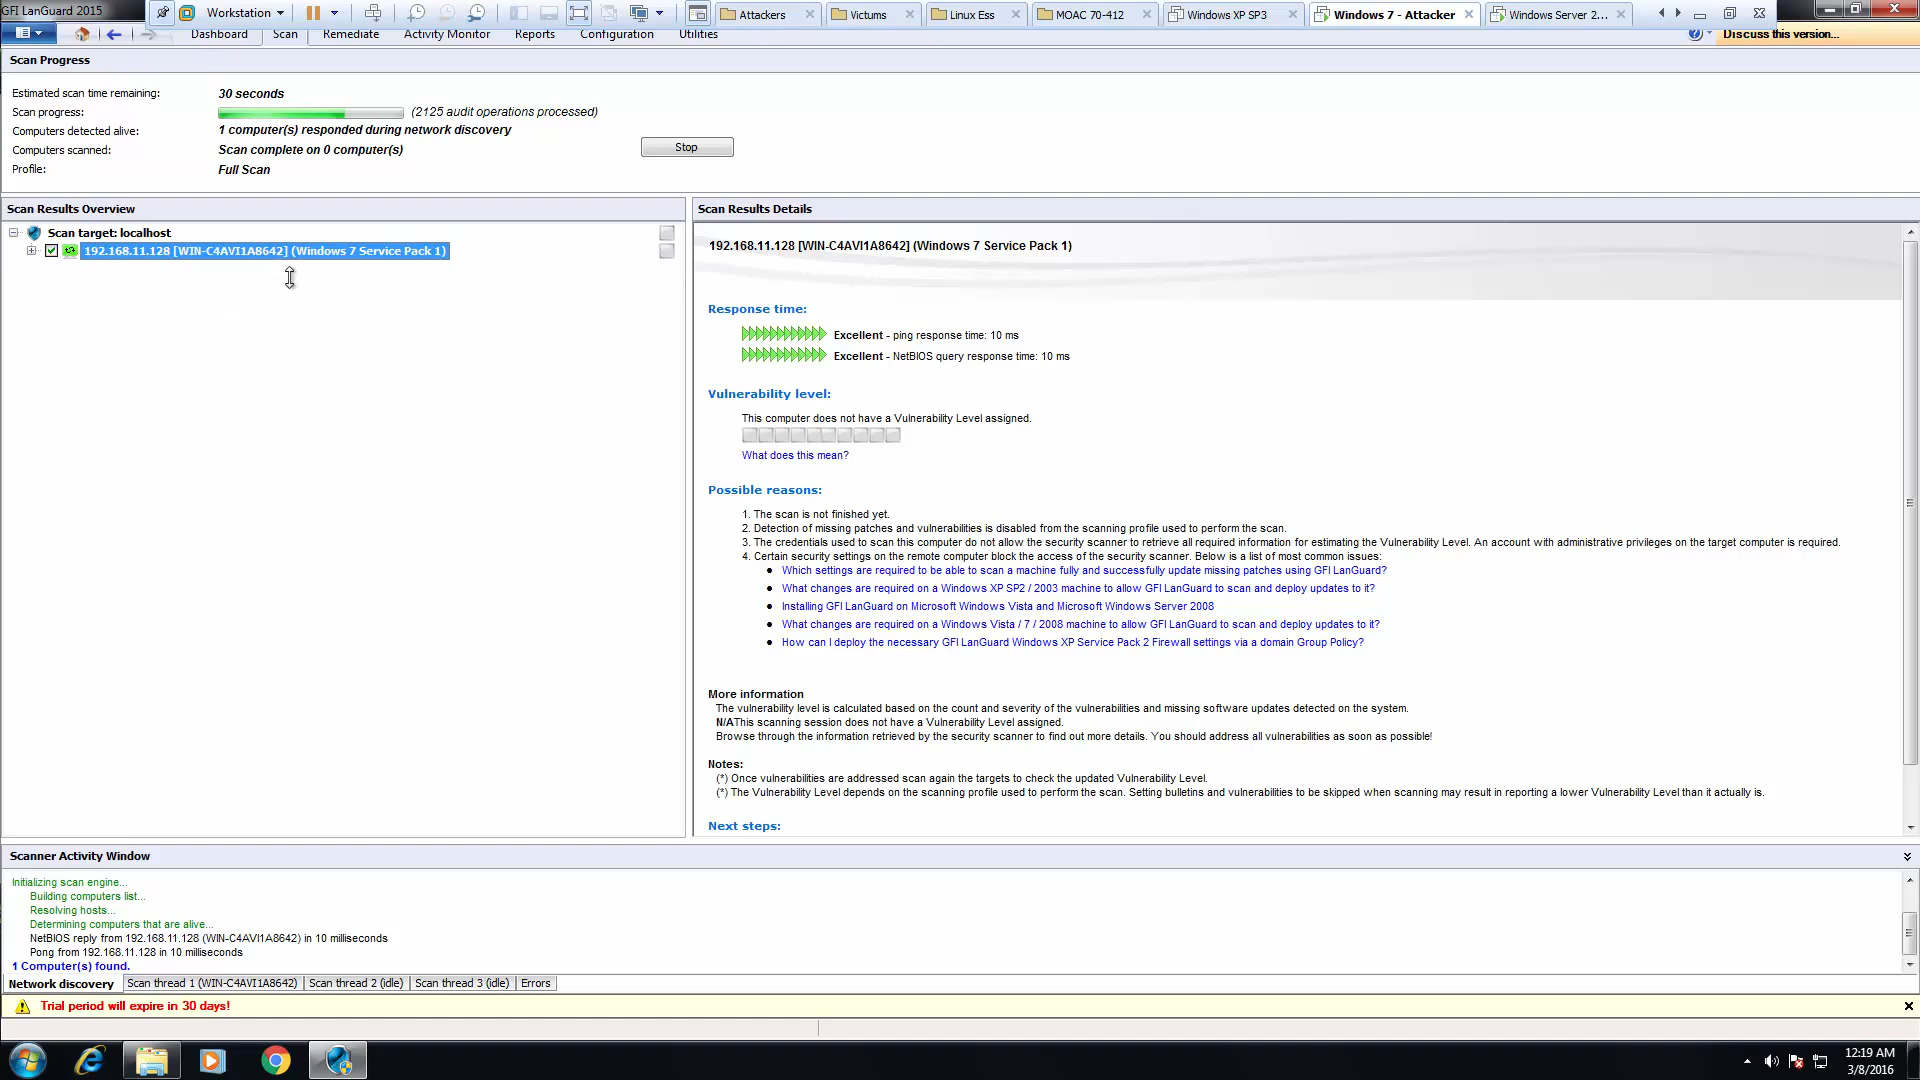 GFI LanGuard 2015
Workstation
Attackers
Victums
Linux Ess
MOAC 70-412
Windows XP SP3
Windows 7 - Attacker
Windows Server 2...
Dashboard
Scan
Remediate
Activity Monitor
Reports
Configuration
Utilities
Discuss this version...
Scan Progress
Estimated scan time remaining:
30 seconds
Scan progress:
(2125 audit operations processed)
Computers detected alive:
1 computer(s) responded during network discovery
Computers scanned:
Scan complete on 0 computer(s)
Stop
Profile:
Full Scan
Scan Results Overview
Scan target: localhost
192.168.11.128 [WIN-C4AVI1A8642] (Windows 7 Service Pack 1)
Scan Results Details
192.168.11.128 [WIN-C4AVI1A8642] (Windows 7 Service Pack 1)
Response time:
Excellent - ping response time: 10 ms
Excellent - NetBIOS query response time: 10 ms
Vulnerability level:
This computer does not have a Vulnerability Level assigned.
What does this mean?
Possible reasons:
1. The scan is not finished yet.
2. Detection of missing patches and vulnerabilities is disabled from the scanning profile used to perform the scan.
3. The credentials used to scan this computer do not allow the security scanner to retrieve all required information for estimating the Vulnerability Level. An account with administrative privileges on the target computer is required.
4. Certain security settings on the remote computer block the access of the security scanner. Below is a list of most common issues:
Which settings are required to be able to scan a machine fully and successfully update missing patches using GFI LanGuard?
What changes are required on a Windows XP SP2 / 2003 machine to allow GFI LanGuard to scan and deploy updates to it?
Installing GFI LanGuard on Microsoft Windows Vista and Microsoft Windows Server 2008
What changes are required on a Windows Vista / 7 / 2008 machine to allow GFI LanGuard to scan and deploy updates to it?
How can I deploy the necessary GFI LanGuard Windows XP Service Pack 2 Firewall settings via a domain Group Policy?
More information
The vulnerability level is calculated based on the count and severity of the vulnerabilities and missing software updates detected on the system.
N/AThis scanning session does not have a Vulnerability Level assigned.
Browse through the information retrieved by the security scanner to find out more details. You should address all vulnerabilities as soon as possible!
Notes:
(*) Once vulnerabilities are addressed scan again the targets to check the updated Vulnerability Level.
(*) The Vulnerability Level depends on the scanning profile used to perform the scan. Setting bulletins and vulnerabilities to be skipped when scanning may result in reporting a lower Vulnerability Level than it actually is.
Next steps:
Scanner Activity Window
Initializing scan engine...
Building computers list...
Resolving hosts...
Determining computers that are alive...
NetBIOS reply from 192.168.11.128 (WIN-C4AVI1A8642) in 10 milliseconds
Pong from 192.168.11.128 in 10 milliseconds
1 Computer(s) found.
Network discovery
Scan thread 1 (WIN-C4AVI1A8642)
Scan thread 2 (idle)
Scan thread 3 (idle)
Errors
Trial period will expire in 30 days!
12:19 AM
3/8/2016